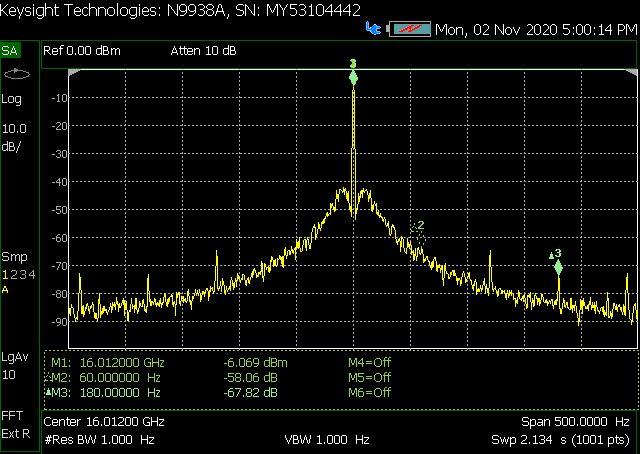 Keysight Technologies: N9938A, SN: MY53104442
Mon, 02 Nov 2020 5:00:14 PM
SA
Ref 0.00 dBm Atten 10 dB
3
Log
-10
10.0
-20
dB/
-30
-40
-50
2
-60
3
Smp
-70
1 2 3 4
-80
A
-90
LgAv
10
M1: 16.012000 GHz -6.069 dBm M4=Off
M2: 60.000000 Hz -58.06 dB M5=Off
M3: 180.00000 Hz -67.82 dB M6=Off
FFT
Ext R
Center 16.01200 GHz Span 500.0000 Hz
#Res BW 1.000 Hz VBW 1.000 Hz Swp 2.134 s (1001 pts)